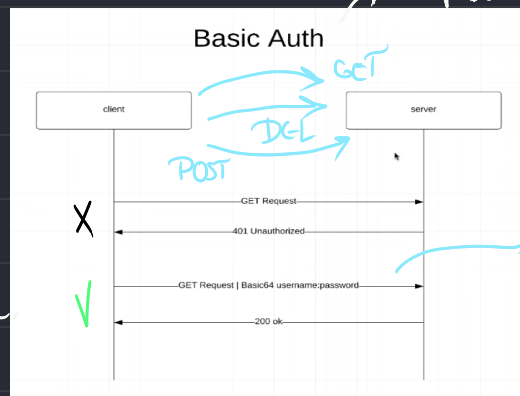 Basic Auth
GET
client
server
DEL
POST
GET Request
X
401 Unauthorized
GET Request | Basic64 username:password
200 ok